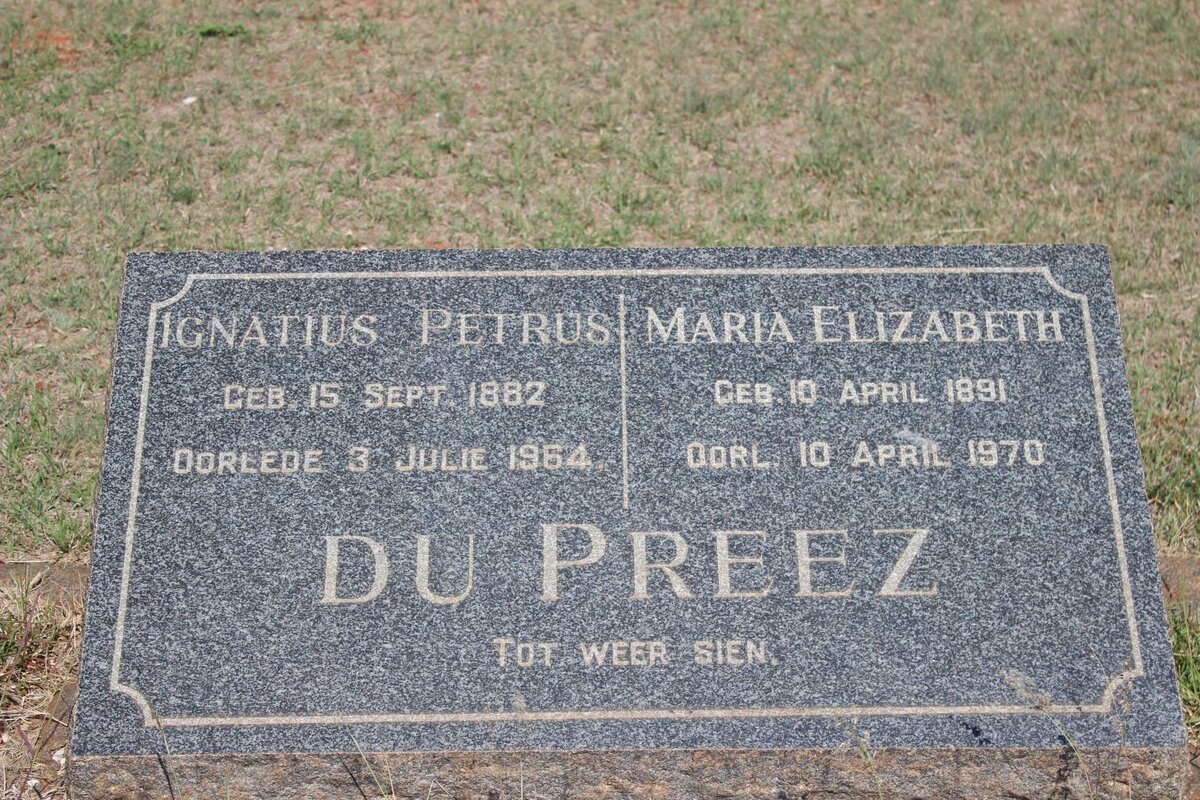 IGNATIUS PETRUS
GEB. 15 SEPT. 1882
OORLEDE 3 JULIE 1964.
MARIA ELIZABETH
GEB. 10 APRIL 1891
OORL. 10 APRIL 1970
DU PREEZ
TOT WEER SIEN.